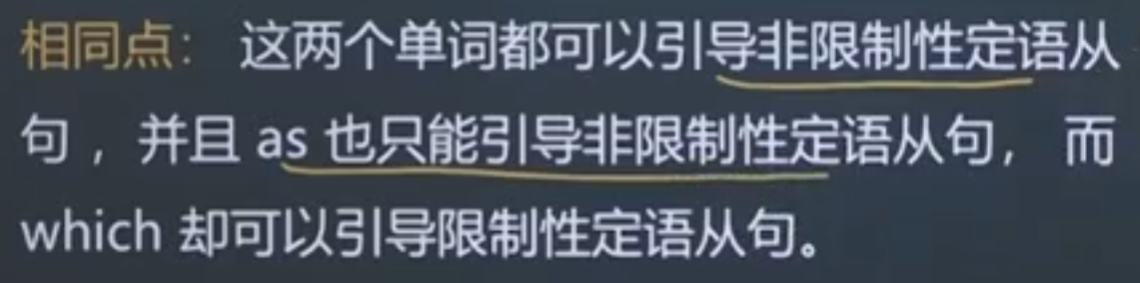 相同点： 这两个单词都可以引导非限制性定语从
句 ，并且 as 也只能引导非限制性定语从句， 而
which 却可以引导限制性定语从句。